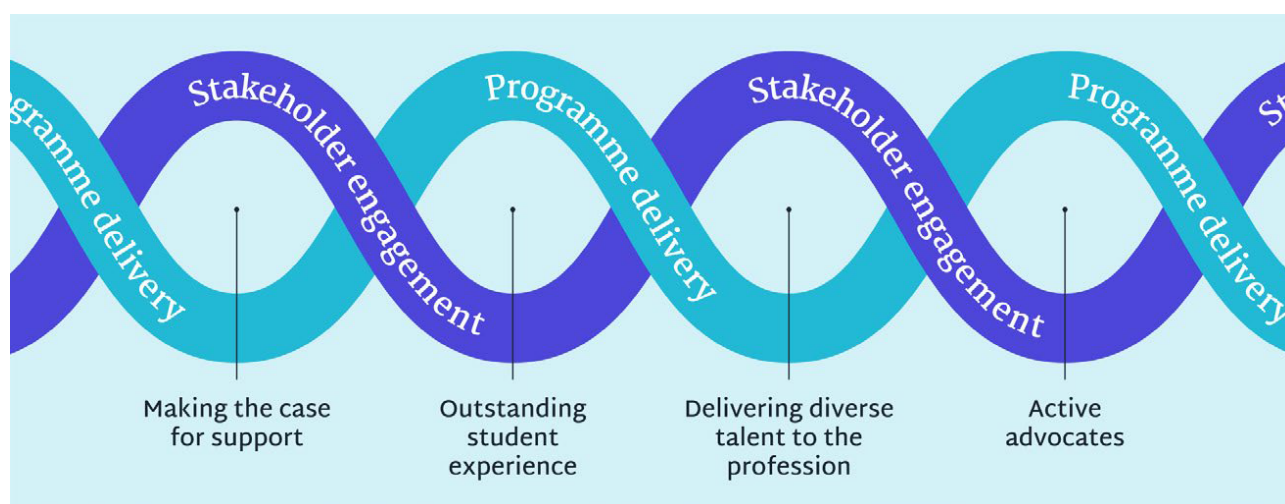 ogramme delivery
Stakeholder engagement
Programme delivery
Stakeholder engagement
Programme delivery
St
Making the case
for support
Outstanding
student
experience
Delivering diverse
talent to the
profession
Active
advocates